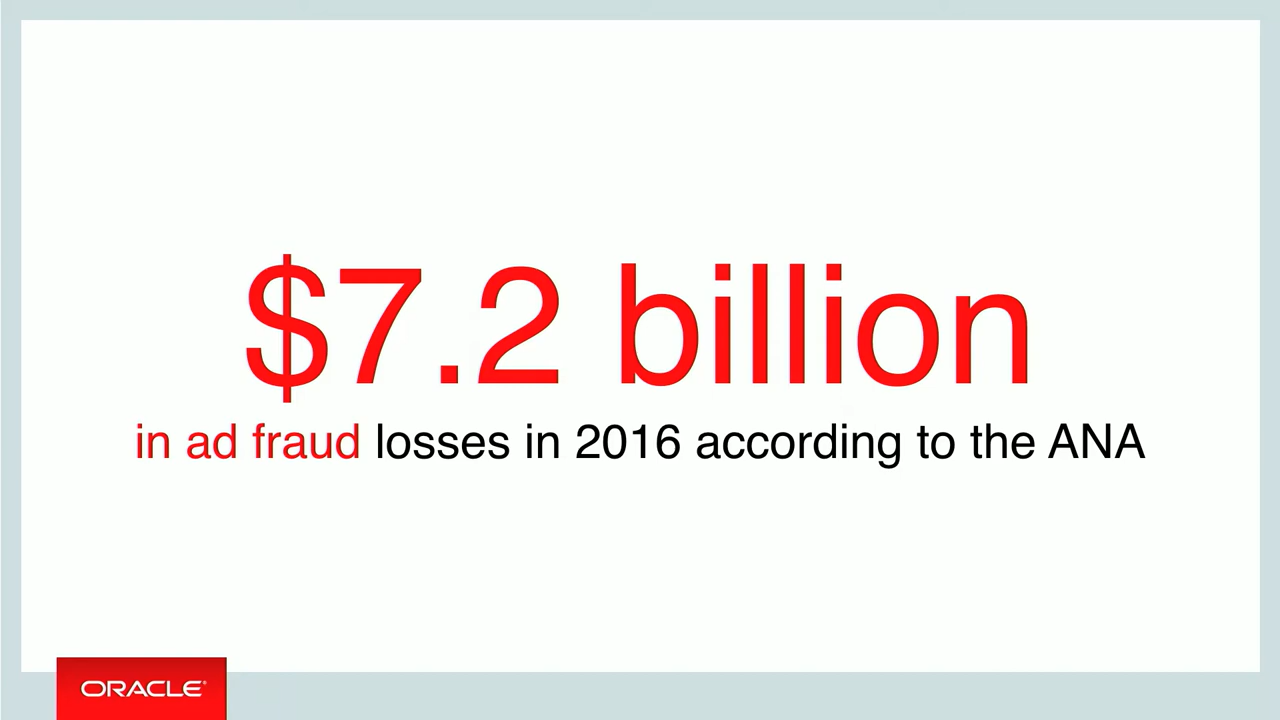 $7.2 billion
in ad fraud losses in 2016 according to the ANA
ORACLE®